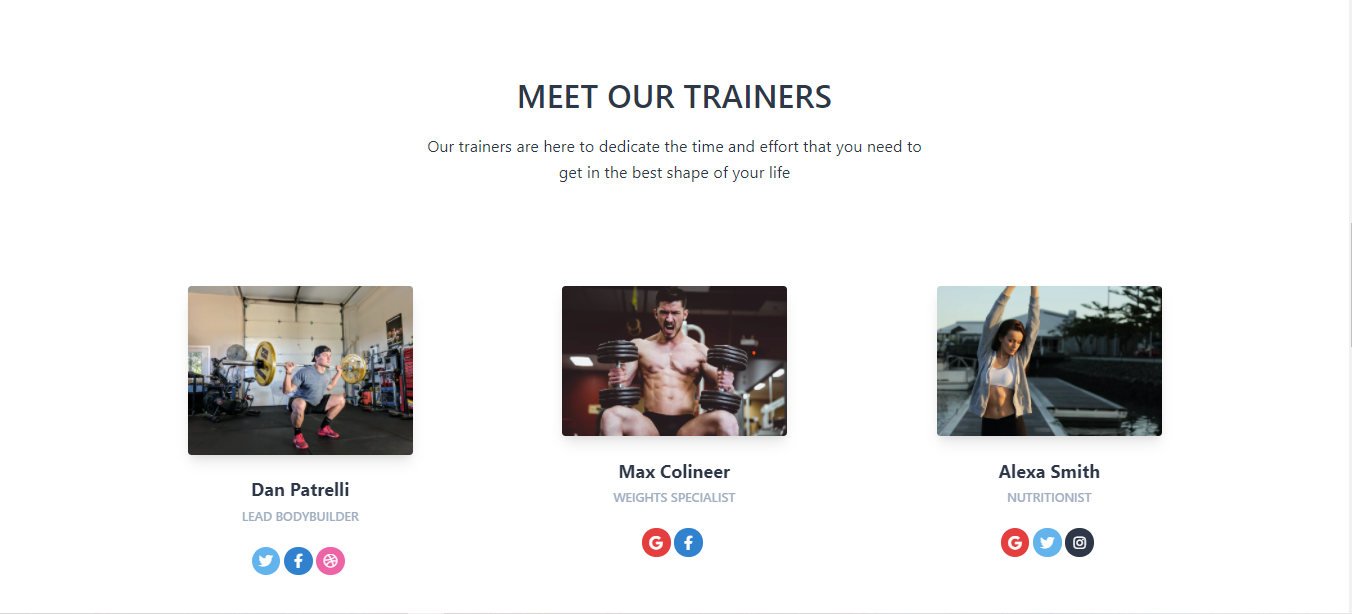 MEET OUR TRAINERS
Our trainers are here to dedicate the time and effort that you need to
get in the best shape of your life
Dan Patrelli
LEAD BODYBUILDER
Max Colineer
WEIGHTS SPECIALIST
Alexa Smith
NUTRITIONIST